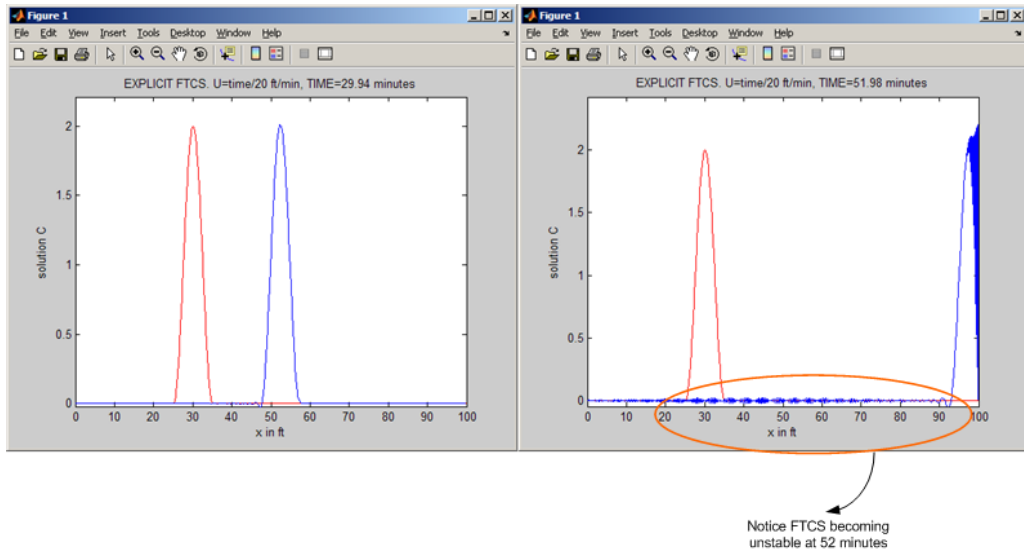 Figure 1
File Edit View Insert Tools Desktop Window Help
EXPLICIT FTCS. U=time/20 ft/min, TIME=29.94 minutes
solution C
2
1.5
1
0.5
0
0 10 20 30 40 50 60 70 80 90 100
x in ft
Figure 1
File Edit View Insert Tools Desktop Window Help
EXPLICIT FTCS. U=time/20 ft/min, TIME=51.98 minutes
solution C
2
1.5
1
0.5
0
0 10 20 30 40 50 60 70 80 90 100
x in ft
Notice FTCS becoming
unstable at 52 minutes